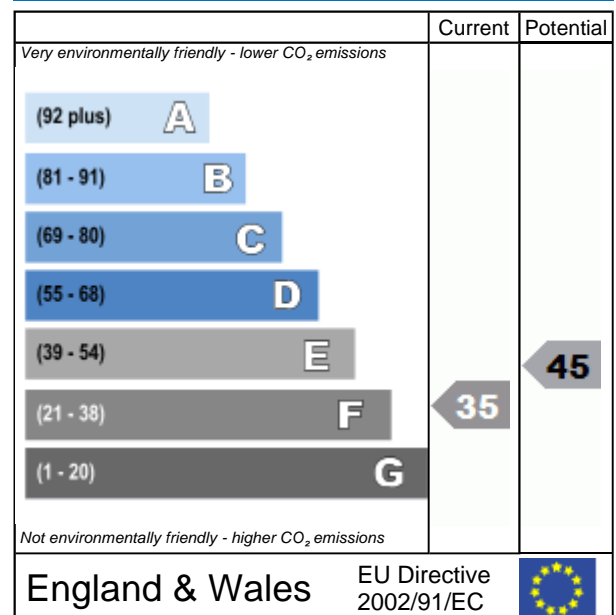 Current Potential
Very environmentally friendly - lower CO₂ emissions
(92 plus) A
(81 - 91) B
(69 - 80) C
(55 - 68) D
(39 - 54) E
45
(21 - 38) F
35
(1 - 20) G
Not environmentally friendly - higher CO₂ emissions
England & Wales
EU Directive
2002/91/EC